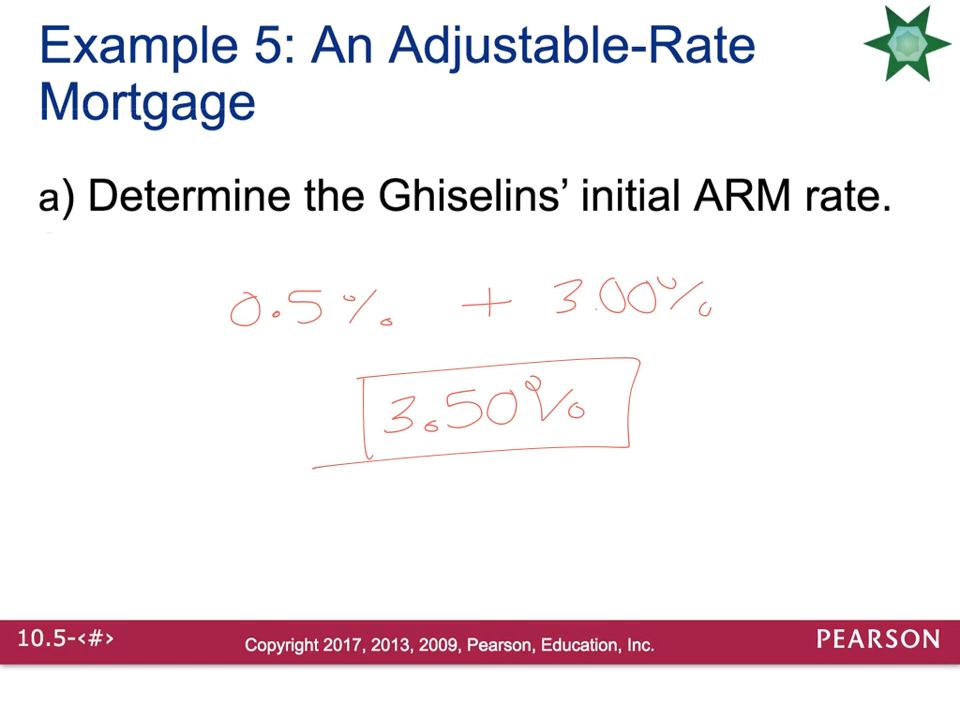 Example 5: An Adjustable-Rate
Mortgage
a) Determine the Ghiselins’ initial ARM rate.
0.5% + 3.00%
3.50%
10.5-‹#›
Copyright 2017, 2013, 2009, Pearson, Education, Inc.
PEARSON